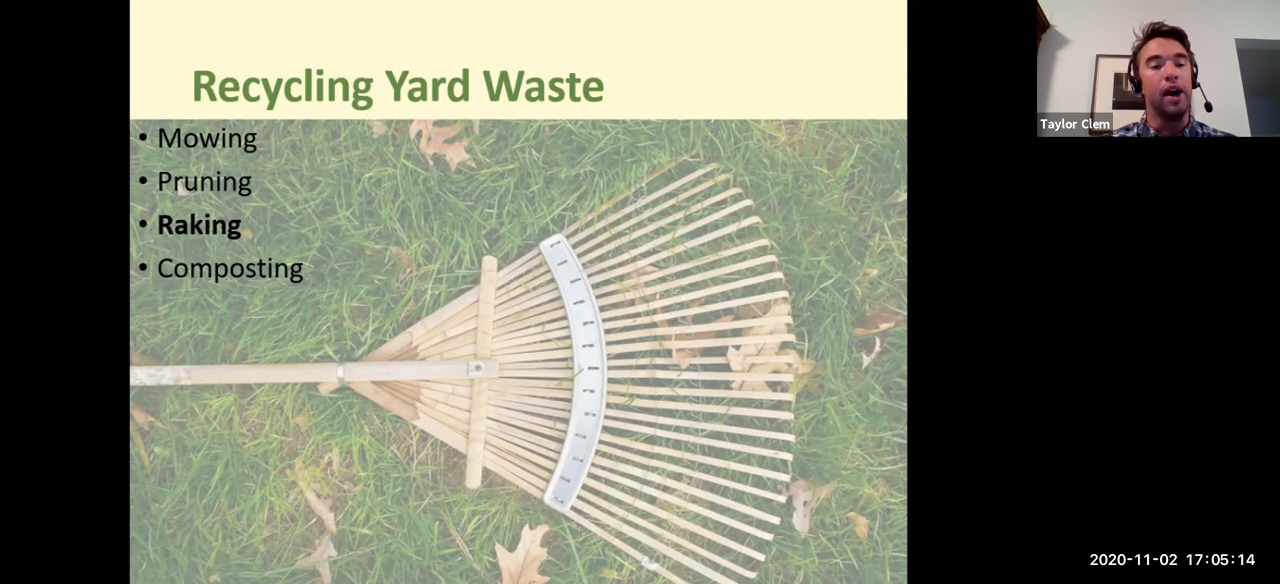 Recycling Yard Waste
• Mowing
• Pruning
• Raking
• Composting
Taylor Clem
2020-11-02 17:05:14